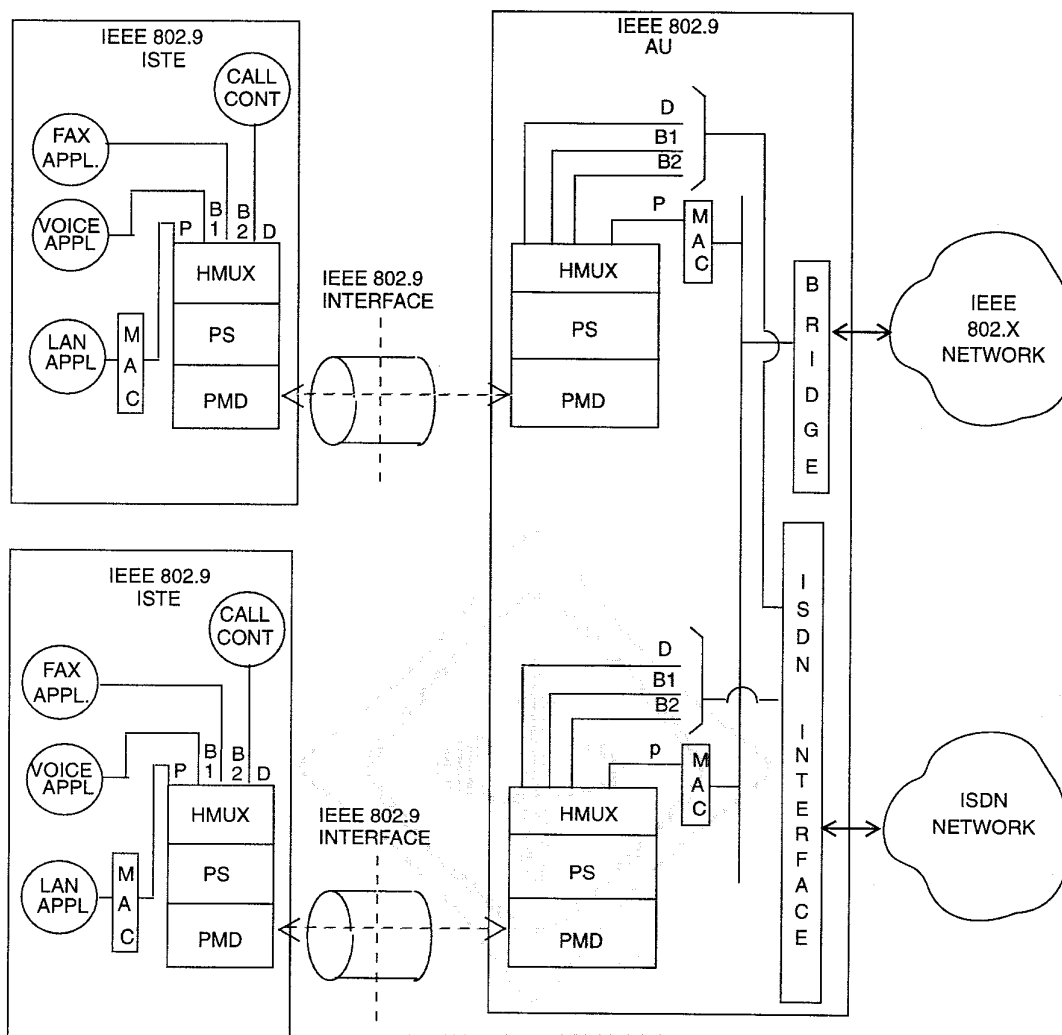 IEEE 802.9
ISTE
CALL
CONT
FAX
APPL.
VOICE
APPL
LAN
APPL
M
A
C
P
B
1
B
2
D
HMUX
PS
PMD
IEEE 802.9
INTERFACE
IEEE 802.9
AU
D
B1
B2
P
M
A
C
HMUX
PS
PMD
B
R
I
D
G
E
IEEE
802.X
NETWORK
IEEE 802.9
ISTE
CALL
CONT
FAX
APPL.
VOICE
APPL
LAN
APPL
M
A
C
P
B
1
B
2
D
HMUX
PS
PMD
IEEE 802.9
INTERFACE
D
B1
B2
p
M
A
C
HMUX
PS
PMD
I
S
D
N
I
N
T
E
R
F
A
C
E
ISDN
NETWORK